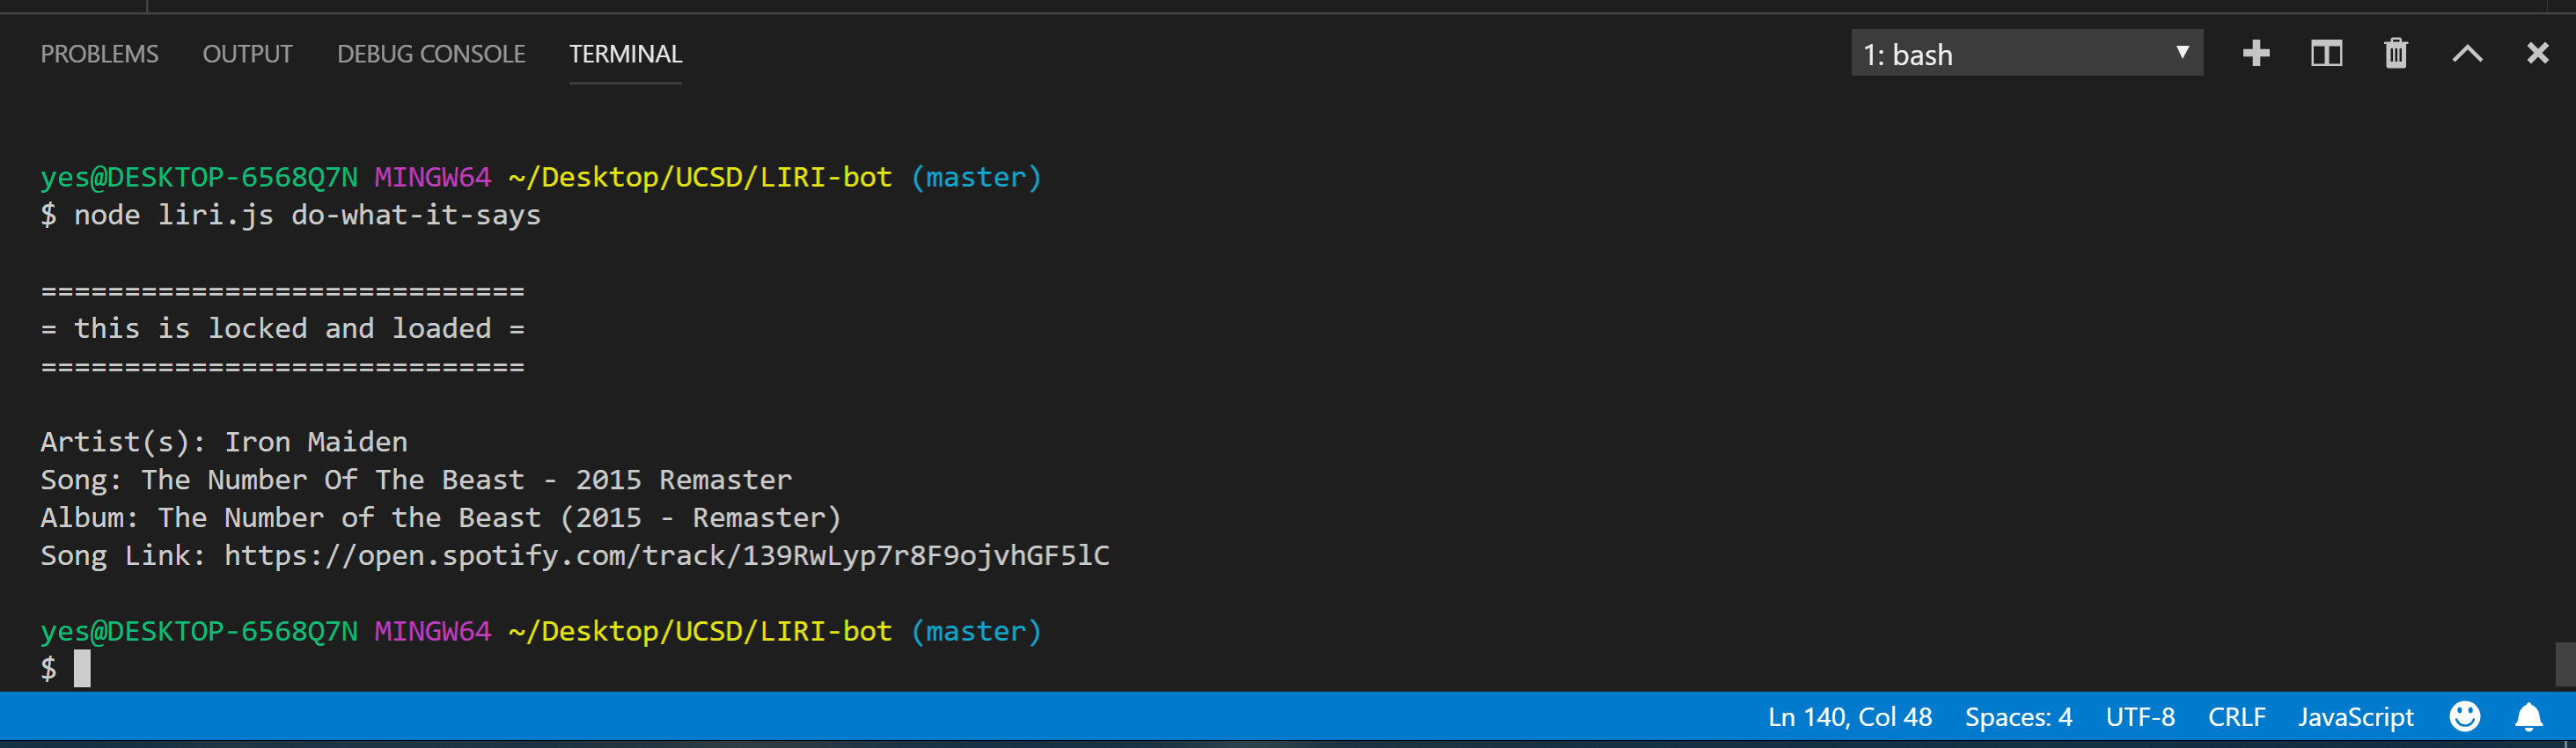 PROBLEMS OUTPUT DEBUG CONSOLE TERMINAL 1: bash
yes@DESKTOP-6568Q7N MINGW64 ~/Desktop/UCSD/LIRI-bot (master)
$ node liri.js do-what-it-says
=============================
= this is locked and loaded =
=============================
Artist(s): Iron Maiden
Song: The Number Of The Beast - 2015 Remaster
Album: The Number of the Beast (2015 - Remaster)
Song Link: https://open.spotify.com/track/139RwLyp7r8F9ojvhGF5lC
yes@DESKTOP-6568Q7N MINGW64 ~/Desktop/UCSD/LIRI-bot (master)
$
Ln 140, Col 48 Spaces: 4 UTF-8 CRLF JavaScript